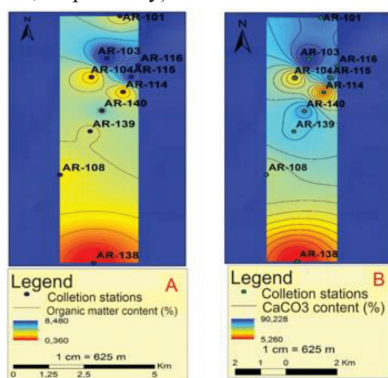 N
AR-101
AR-103
AR-116
AR-104
AR-115
AR-114
AR-140
AR-139
AR-108
AR-138
Legend A
Colletion stations
Organic matter content (%)
8,480
0,360
1 cm = 625 m
0 1,25 2,5 5 Km
N
AR-101
AR-103
AR-116
AR-104
AR-115
AR-114
AR-140
AR-139
AR-108
AR-138
Legend B
Colletion stations
CaCO3 content (%)
90,228
5,260
1 cm = 625 m
2 1 0 2 Km